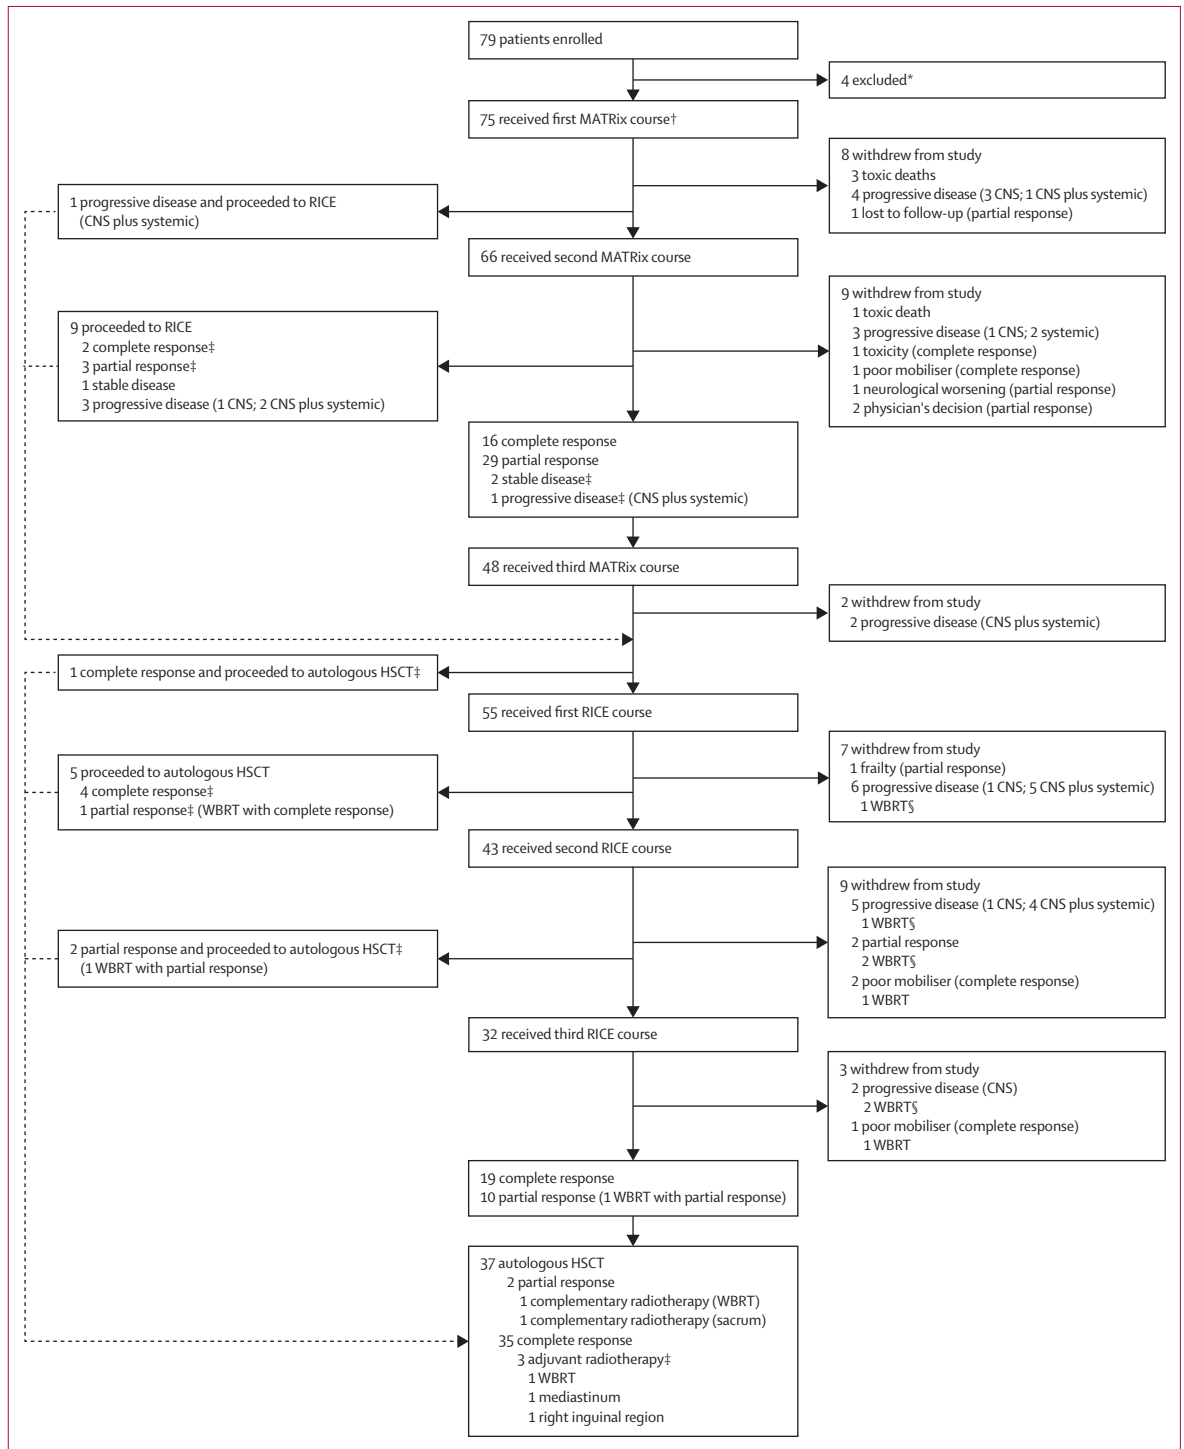 79 patients enrolled
4 excluded*
75 received first MATRix course†
8 withdrew from study
3 toxic deaths
4 progressive disease (3 CNS; 1 CNS plus systemic)
1 lost to follow-up (partial response)
1 progressive disease and proceeded to RICE
(CNS plus systemic)
66 received second MATRix course
9 withdrew from study
1 toxic death
3 progressive disease (1 CNS; 2 systemic)
1 toxicity (complete response)
1 poor mobiliser (complete response)
1 neurological worsening (partial response)
2 physician's decision (partial response)
9 proceeded to RICE
2 complete response‡
3 partial response‡
1 stable disease
3 progressive disease (1 CNS; 2 CNS plus systemic)
16 complete response
29 partial response
2 stable disease‡
1 progressive disease‡ (CNS plus systemic)
48 received third MATRix course
2 withdrew from study
2 progressive disease (CNS plus systemic)
1 complete response and proceeded to autologous HSCT‡
55 received first RICE course
7 withdrew from study
1 frailty (partial response)
6 progressive disease (1 CNS; 5 CNS plus systemic)
1 WBRT§
5 proceeded to autologous HSCT
4 complete response‡
1 partial response‡ (WBRT with complete response)
43 received second RICE course
9 withdrew from study
5 progressive disease (1 CNS; 4 CNS plus systemic)
1 WBRT§
2 partial response
2 WBRT§
2 poor mobiliser (complete response)
1 WBRT
2 partial response and proceeded to autologous HSCT‡
(1 WBRT with partial response)
32 received third RICE course
3 withdrew from study
2 progressive disease (CNS)
2 WBRT§
1 poor mobiliser (complete response)
1 WBRT
19 complete response
10 partial response (1 WBRT with partial response)
37 autologous HSCT
2 partial response
1 complementary radiotherapy (WBRT)
1 complementary radiotherapy (sacrum)
35 complete response
3 adjuvant radiotherapy‡
1 WBRT
1 mediastinum
1 right inguinal region